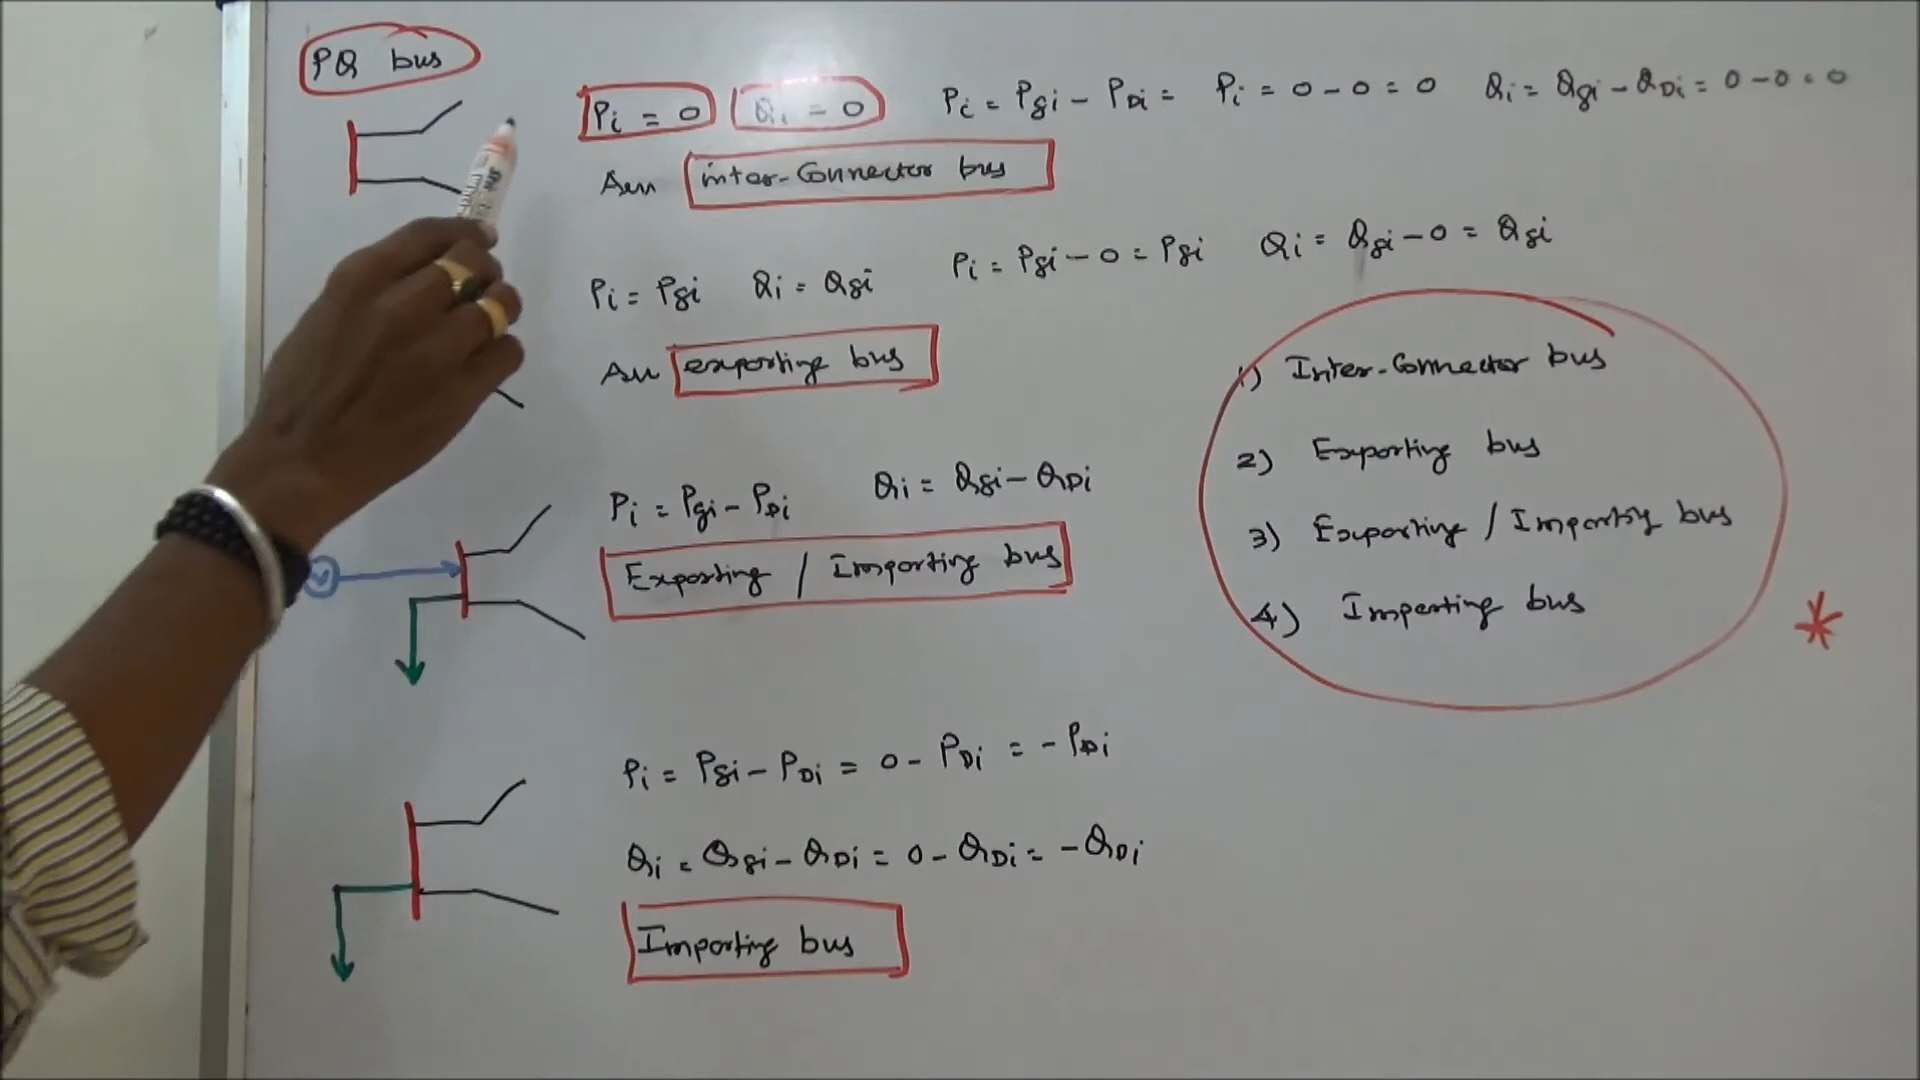 PQ bus
Pi = 0 Qi = 0 Pi = Pgi - PDi = Pi = 0 - 0 = 0 Qi = Qgi - QDi = 0 - 0 = 0
inter-Connector bus
Pi = Pgi Qi = Qgi Pi = Pgi - 0 = Pgi Qi = Qgi - 0 = Qgi
exporting bus
1) Inter-Connector bus
2) Exporting bus
3) Exporting / Importing bus
4) Importing bus
*
Pi = Pgi - PDi Qi = Qgi - QDi
Exporting / Importing bus
Pi = Pgi - PDi = 0 - PDi = - PDi
Qi = Qgi - QDi = 0 - QDi = - QDi
Importing bus